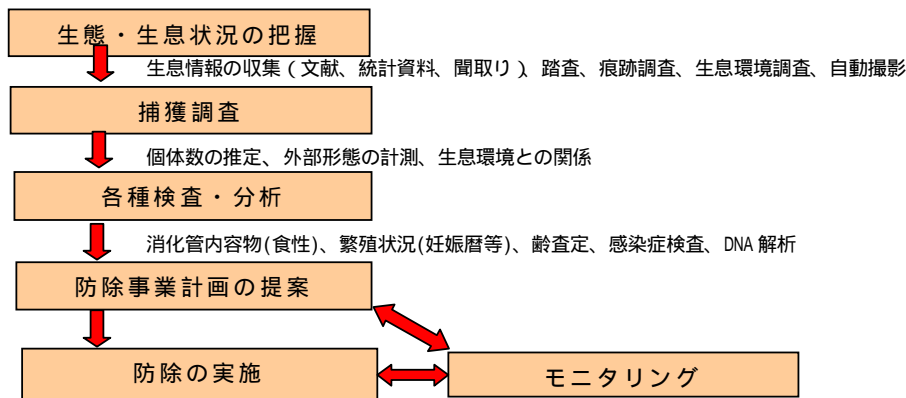 生態・生息状況の把握
生息情報の収集（文献、統計資料、聞取り）、踏査、痕跡調査、生息環境調査、自動撮影
捕獲調査
個体数の推定、外部形態の計測、生息環境との関係
各種検査・分析
消化管内容物(食性)、繁殖状況(妊娠暦等)、齢査定、感染症検査、DNA 解析
防除事業計画の提案
防除の実施
モニタリング